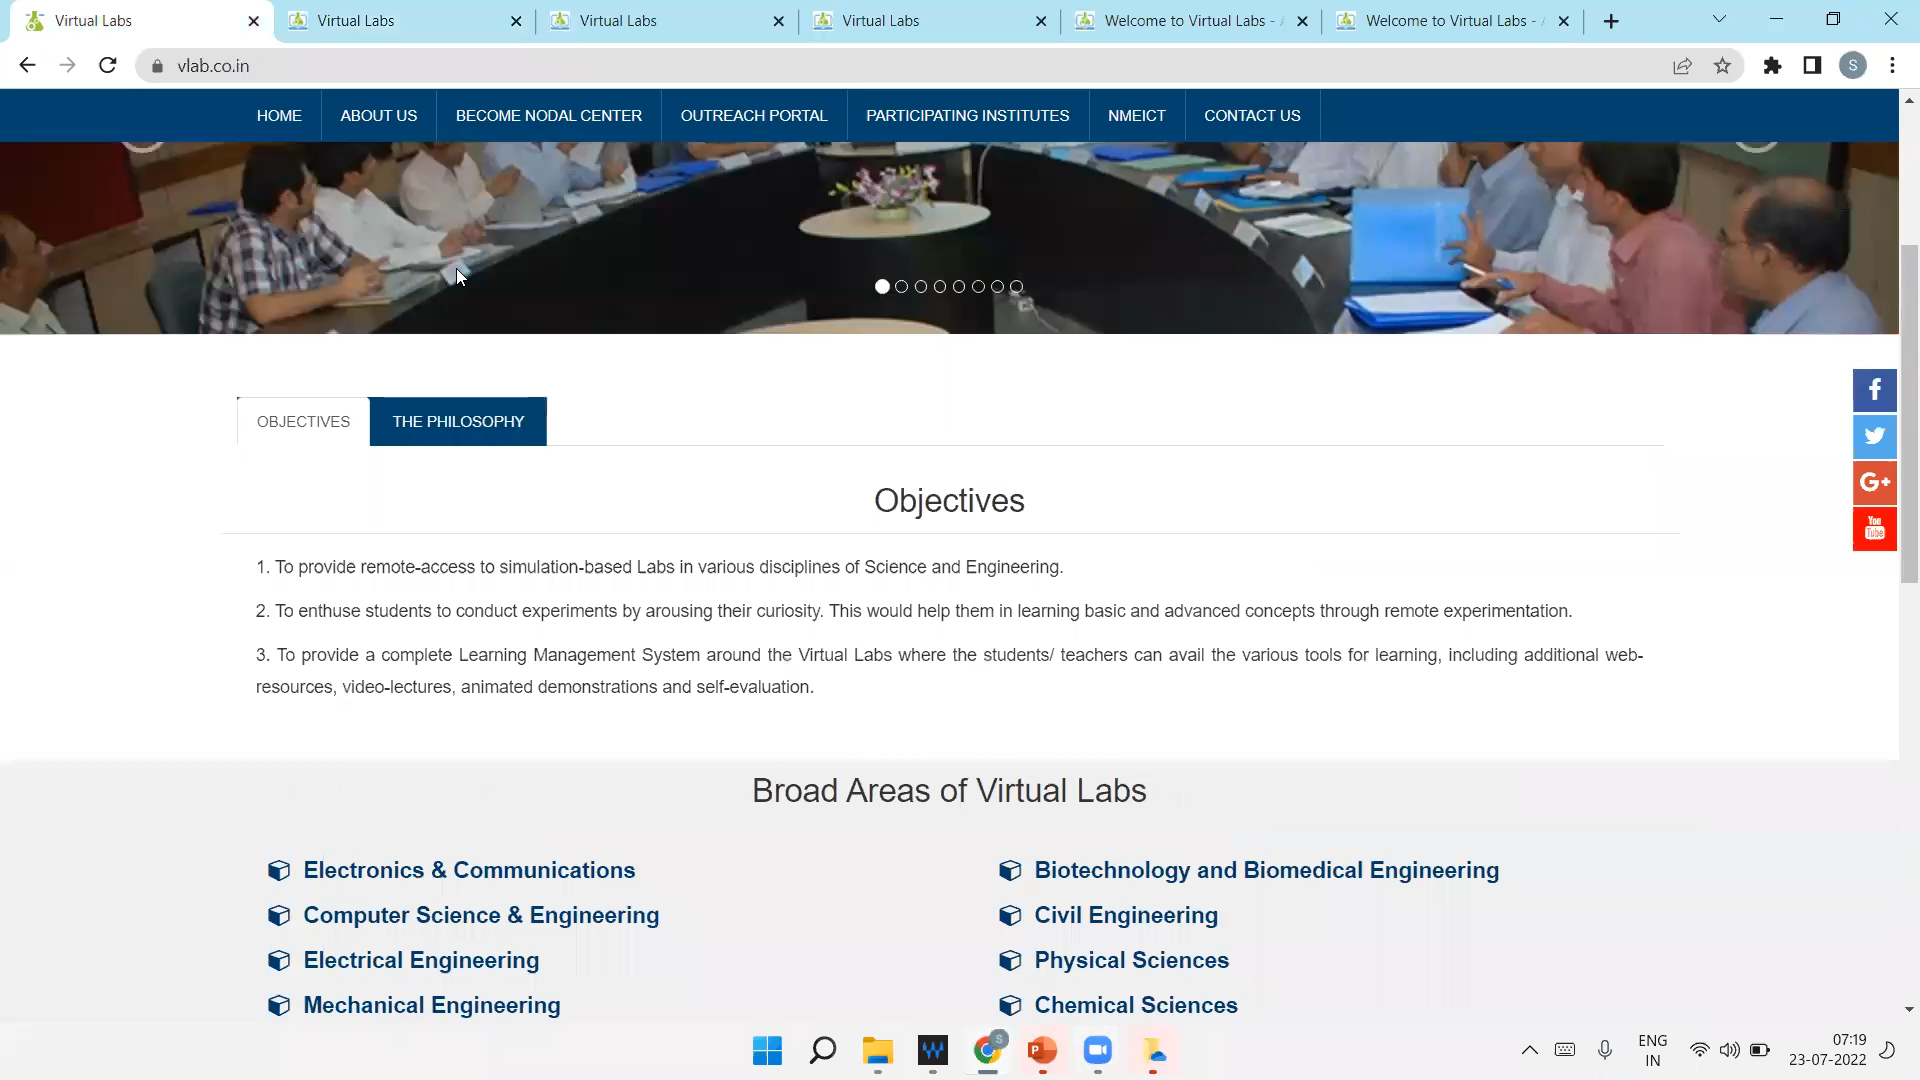 Virtual Labs
Virtual Labs
Virtual Labs
Virtual Labs
Welcome to Virtual Labs -
Welcome to Virtual Labs -
vlab.co.in
S
HOME
ABOUT US
BECOME NODAL CENTER
OUTREACH PORTAL
PARTICIPATING INSTITUTES
NMEICT
CONTACT US
OBJECTIVES
THE PHILOSOPHY
f
G+
You
Tube
Objectives
1. To provide remote-access to simulation-based Labs in various disciplines of Science and Engineering.
2. To enthuse students to conduct experiments by arousing their curiosity. This would help them in learning basic and advanced concepts through remote experimentation.
3. To provide a complete Learning Management System around the Virtual Labs where the students/ teachers can avail the various tools for learning, including additional web-
resources, video-lectures, animated demonstrations and self-evaluation.
Broad Areas of Virtual Labs
Electronics & Communications
Biotechnology and Biomedical Engineering
Computer Science & Engineering
Civil Engineering
Electrical Engineering
Physical Sciences
Mechanical Engineering
Chemical Sciences
S
P
ENG
IN
07:19
23-07-2022